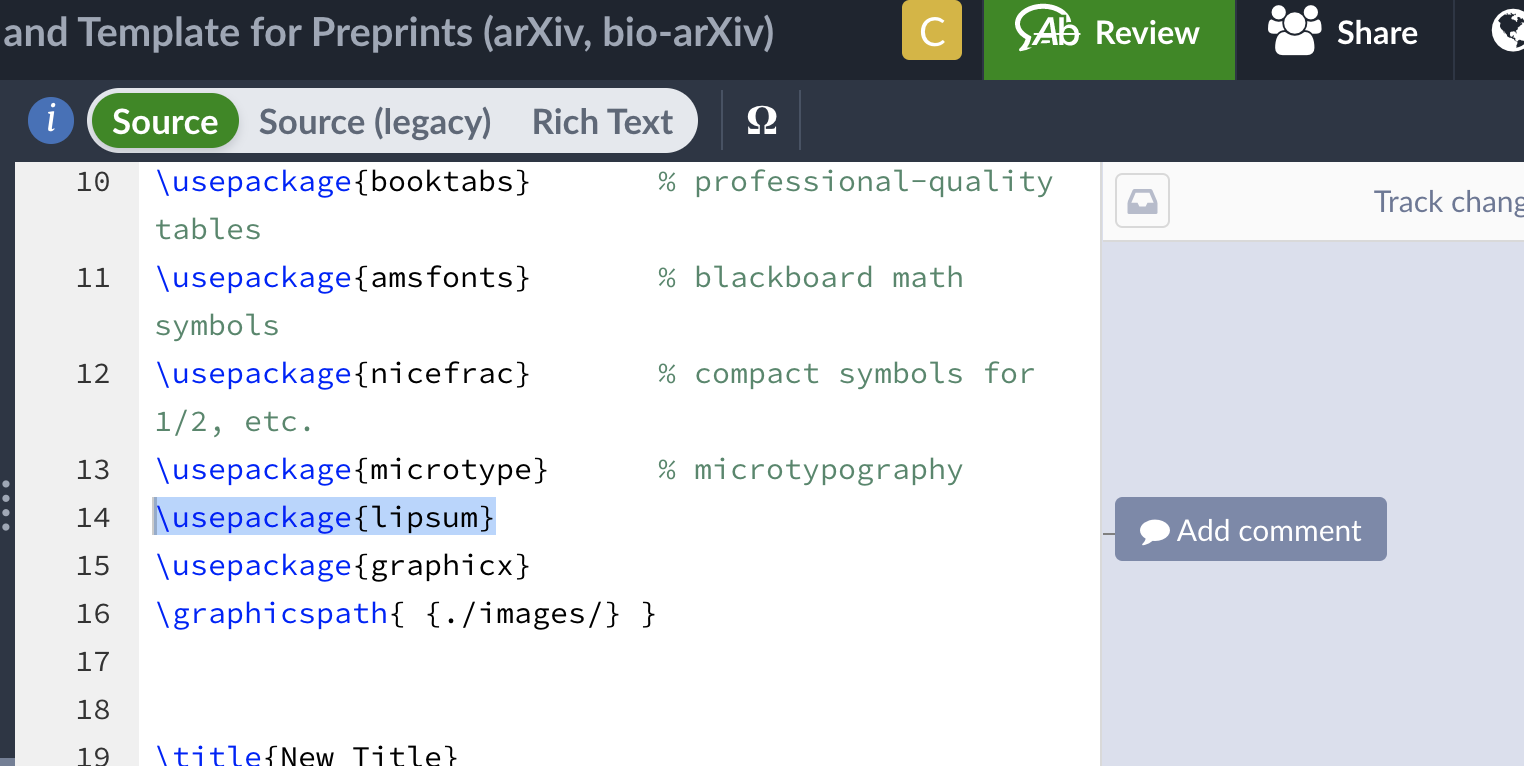 and Template for Preprints (arXiv, bio-arXiv)
C
Ab Review
Share
i
Source
Source (legacy)
Rich Text
Ω
10 \usepackage{booktabs} % professional-quality
tables
11 \usepackage{amsfonts} % blackboard math
symbols
12 \usepackage{nicefrac} % compact symbols for
1/2, etc.
13 \usepackage{microtype} % microtypography
14 \usepackage{lipsum}
15 \usepackage{graphicx}
16 \graphicspath{ {./images/} }
17
18
19 \title{New Title}
Track chang
Add comment